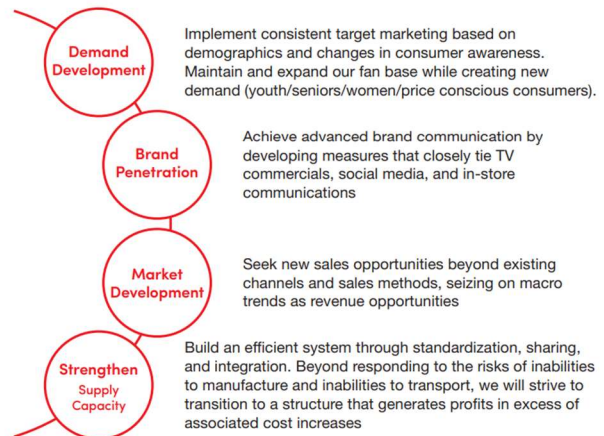 Demand
Development
Implement consistent target marketing based on
demographics and changes in consumer awareness.
Maintain and expand our fan base while creating new
demand (youth/seniors/women/price conscious consumers).
Brand
Penetration
Achieve advanced brand communication by
developing measures that closely tie TV
commercials, social media, and in-store
communications
Market
Development
Seek new sales opportunities beyond existing
channels and sales methods, seizing on macro
trends as revenue opportunities
Strengthen
Supply
Capacity
Build an efficient system through standardization, sharing,
and integration. Beyond responding to the risks of inabilities
to manufacture and inabilities to transport, we will strive to
transition to a structure that generates profits in excess of
associated cost increases